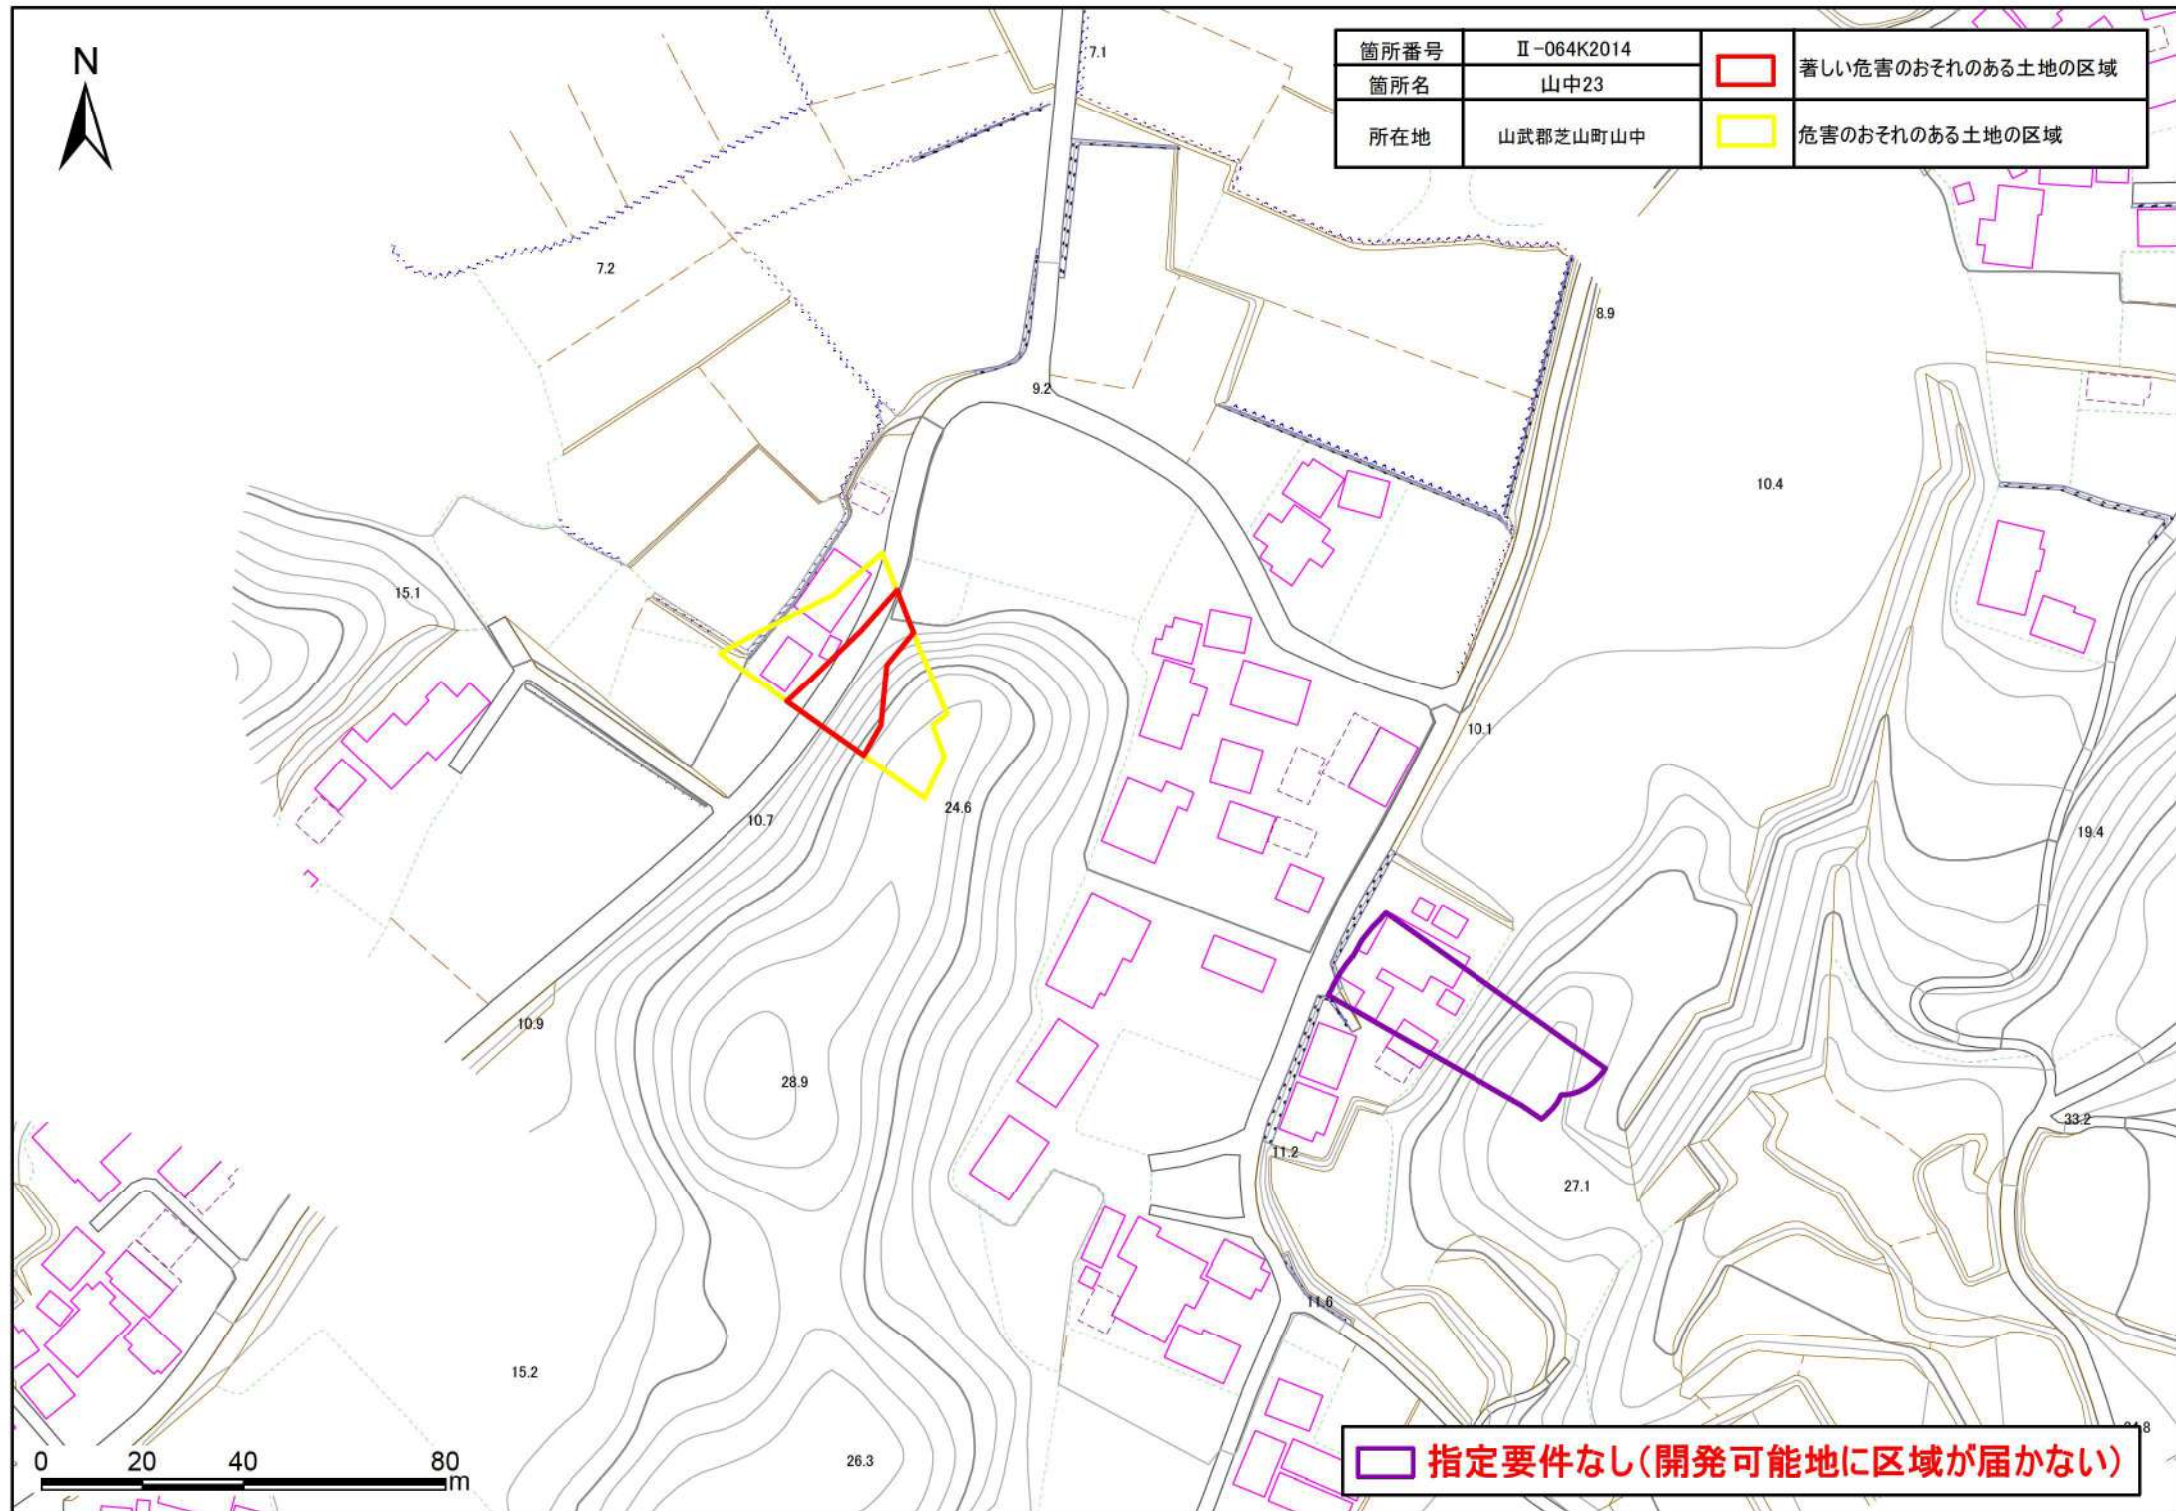 N
箇所番号 Ⅱ-064K2014 著しい危害のおそれのある土地の区域
箇所名 山中23
所在地 山武郡芝山町山中 危害のおそれのある土地の区域
7.1
7.2
8.9
9.2
10.4
15.1
10.1
24.6
10.7
19.4
10.9
28.9
33.2
11.2
27.1
11.6
15.2
26.3
0 20 40 80
m
指定要件なし(開発可能地に区域が届かない)